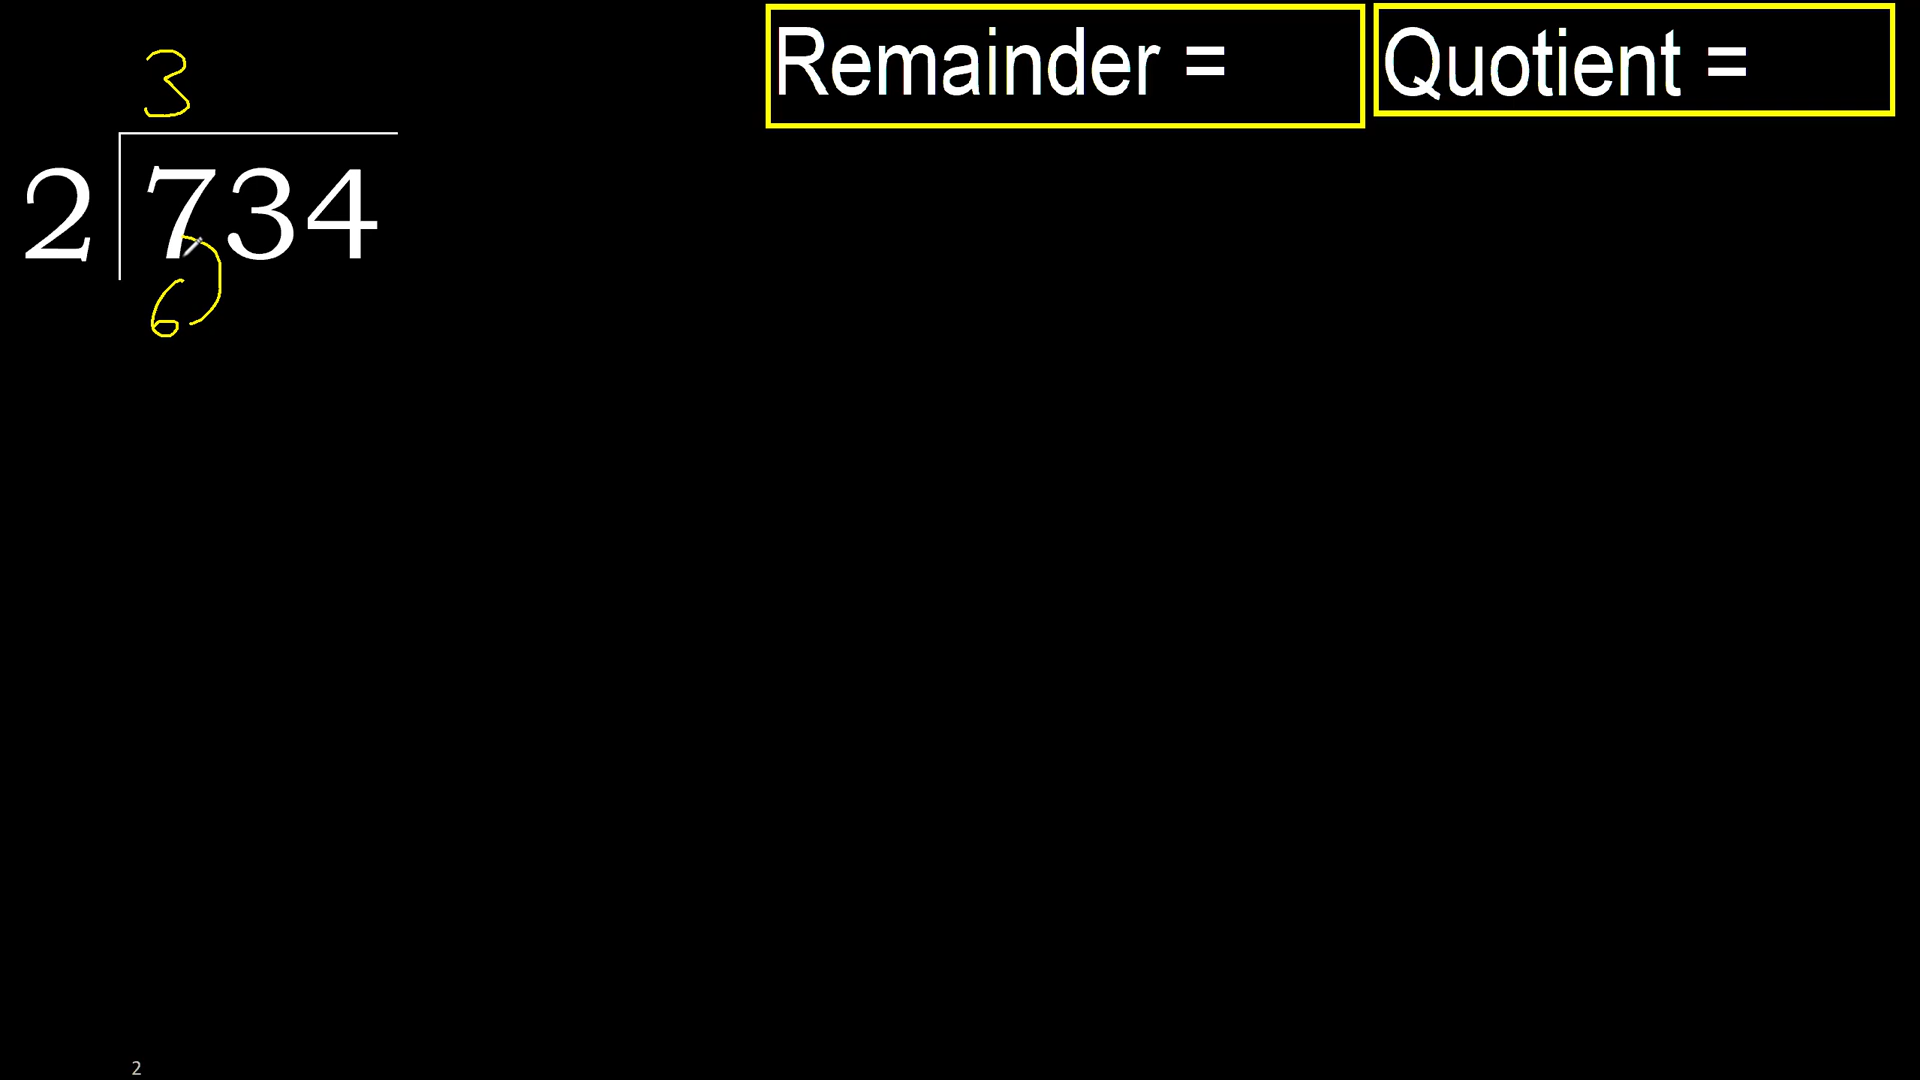 3
2 734
6
Remainder =
Quotient =
2